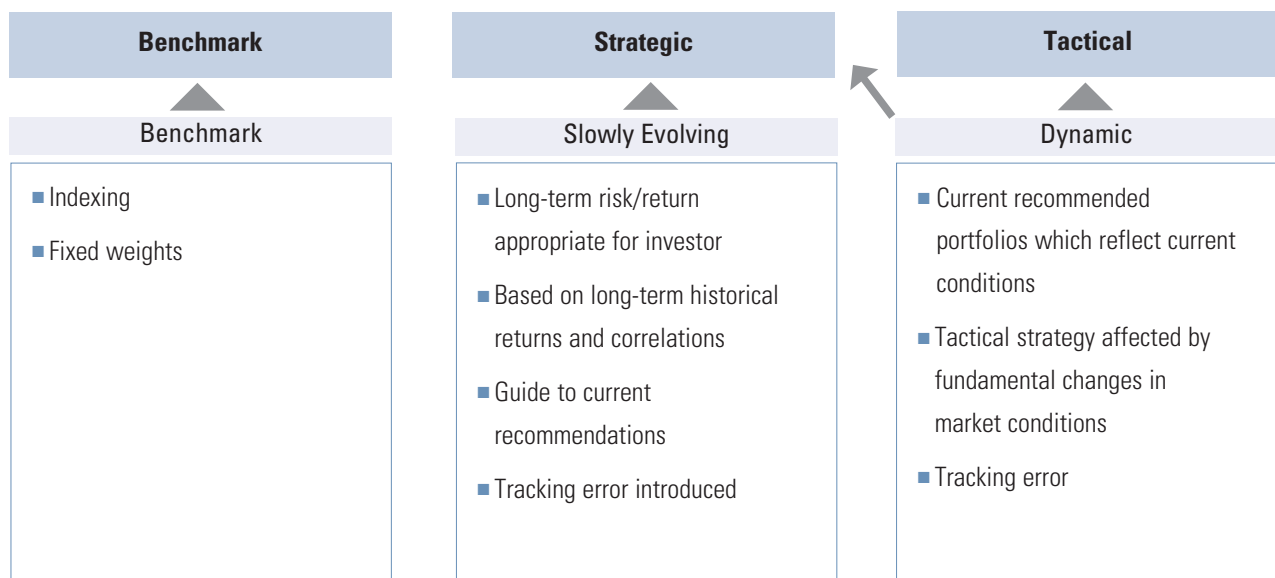 Benchmark
Benchmark
■ Indexing
■ Fixed weights
Strategic
Slowly Evolving
■ Long-term risk/return
appropriate for investor
■ Based on long-term historical
returns and correlations
■ Guide to current
recommendations
■ Tracking error introduced
Tactical
Dynamic
■ Current recommended
portfolios which reflect current
conditions
■ Tactical strategy affected by
fundamental changes in
market conditions
■ Tracking error